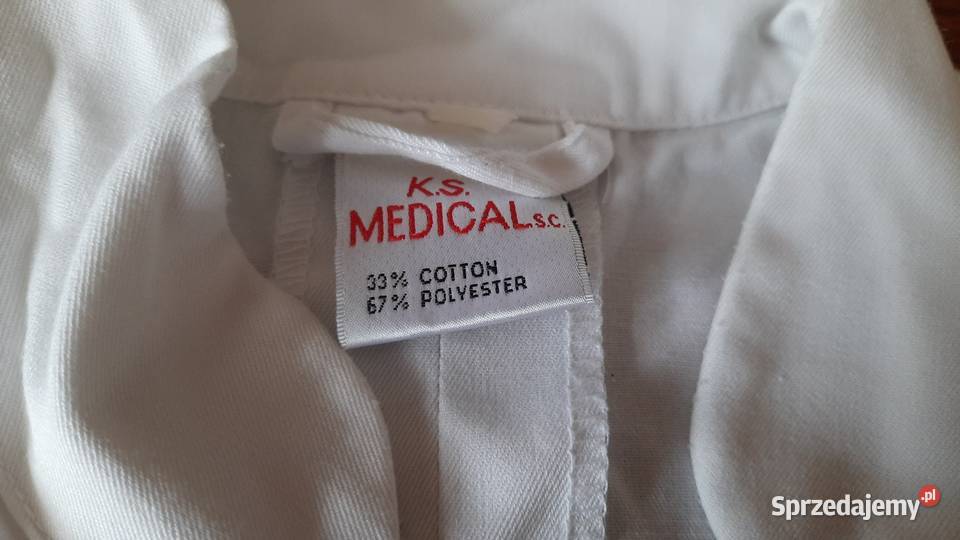 K.S.
MEDICAL s.c.
33% COTTON
67% POLYESTER
Sprzedajemy.pl